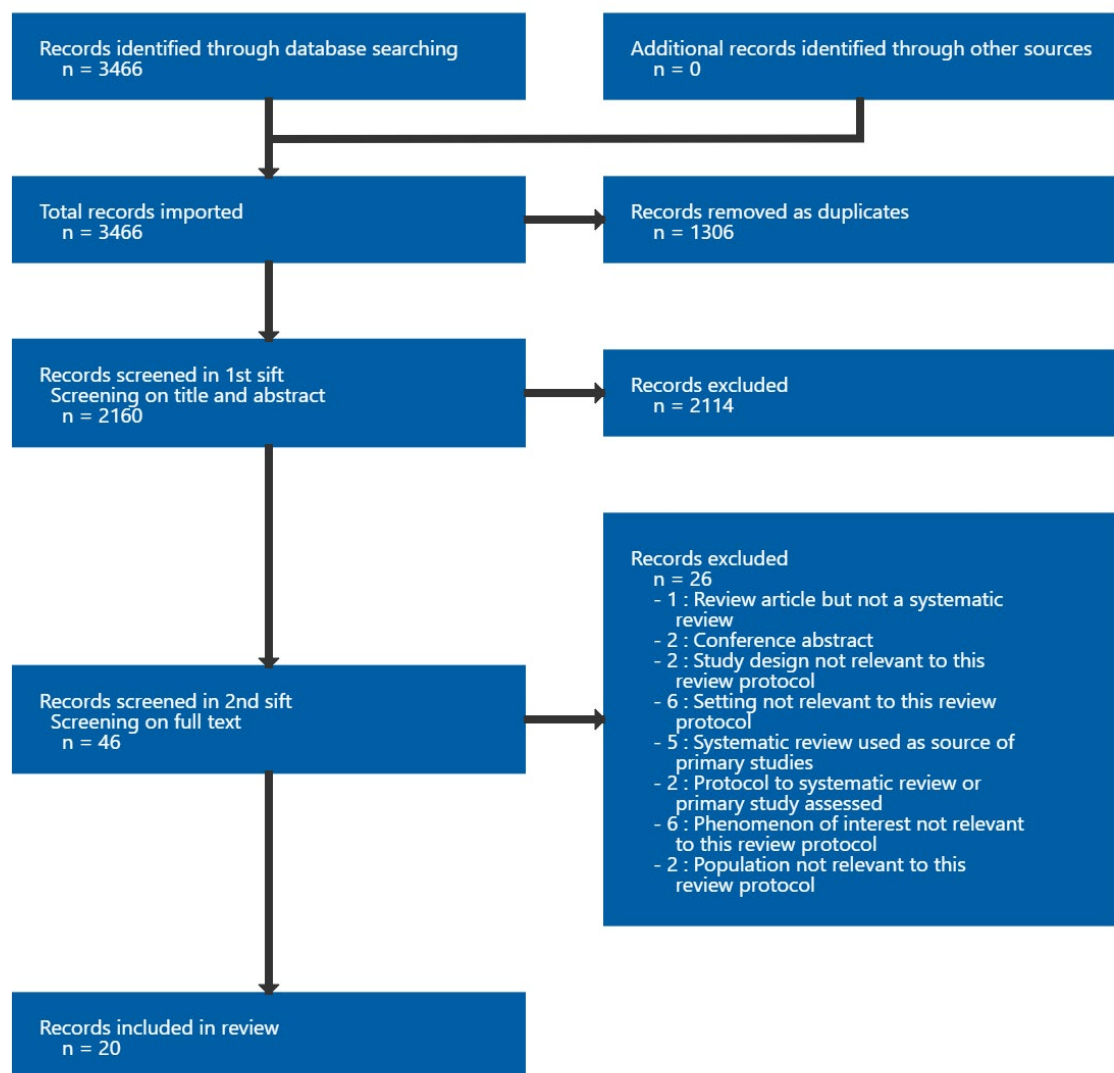 Records identified through database searching
n = 3466
Additional records identified through other sources
n = 0
Total records imported
n = 3466
Records removed as duplicates
n = 1306
Records screened in 1st sift
Screening on title and abstract
n = 2160
Records excluded
n = 2114
Records screened in 2nd sift
Screening on full text
n = 46
Records excluded
n = 26
- 1 : Review article but not a systematic
review
- 2 : Conference abstract
- 2 : Study design not relevant to this
review protocol
- 6 : Setting not relevant to this review
protocol
- 5 : Systematic review used as source of
primary studies
- 2 : Protocol to systematic review or
primary study assessed
- 6 : Phenomenon of interest not relevant
to this review protocol
- 2 : Population not relevant to this
review protocol
Records included in review
n = 20